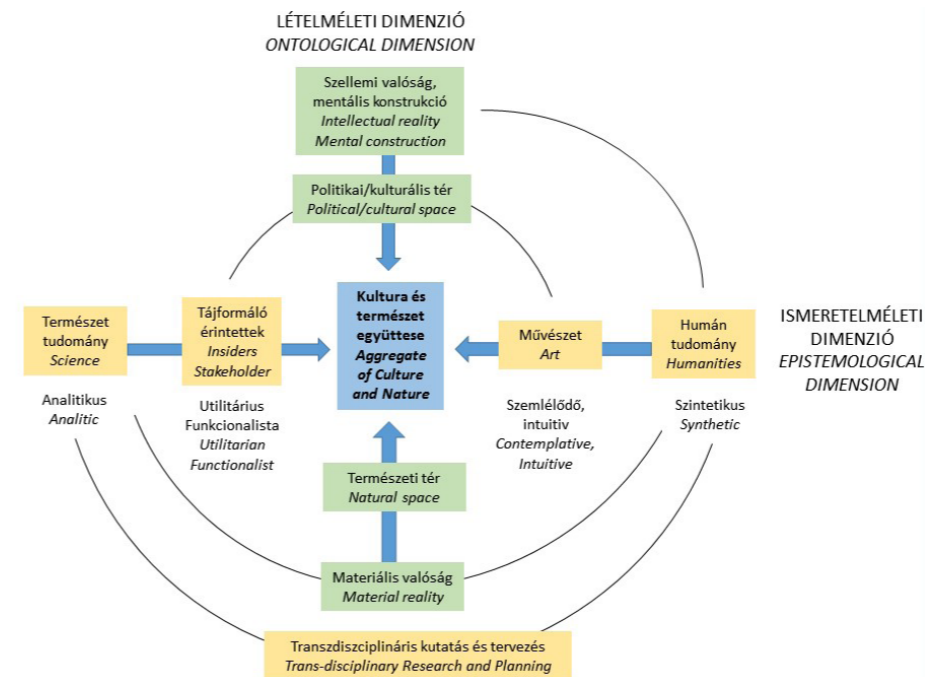 LÉTELMÉLETI DIMENZIÓ
ONTOLOGICAL DIMENSION
Szellemi valóság,
mentális konstrukció
Intellectual reality
Mental construction
Politikai/kulturális tér
Political/cultural space
Természet
tudomány
Science
Analitikus
Analitic
Tájformáló
érintettek
Insiders
Stakeholder
Utilitárius
Funkcionalista
Utilitarian
Functionalist
Kultura és
természet
együttese
Aggregate
of Culture
and Nature
Művészet
Art
Szemlélődő,
intuitiv
Contemplative,
Intuitive
Humán
tudomány
Humanities
Szintetikus
Synthetic
ISMERETELMÉLETI
DIMENZIÓ
EPISTEMOLOGICAL
DIMENSION
Természeti tér
Natural space
Materiális valóság
Material reality
Transzdiszciplináris kutatás és tervezés
Trans-disciplinary Research and Planning